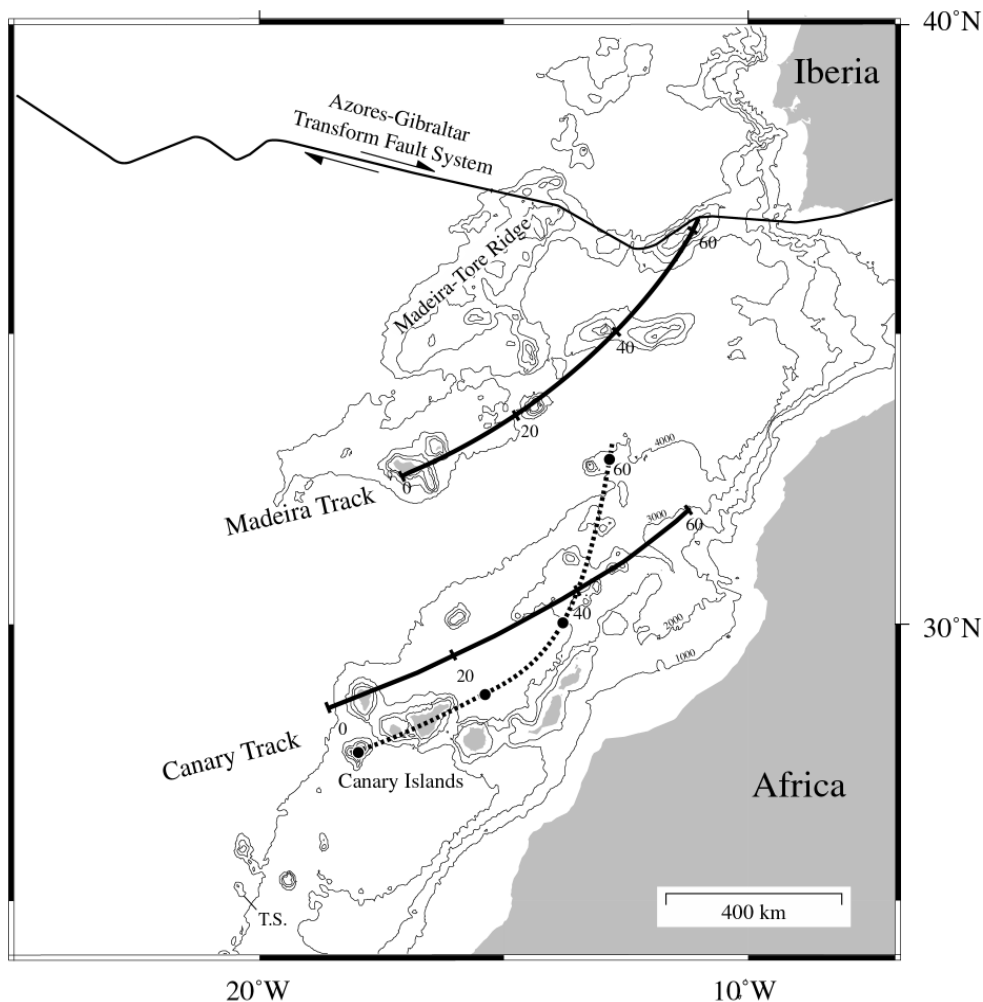 40°N
Iberia
Azores-Gibraltar
Transform Fault System
Madeira-Tore Ridge
60
40
20
0
Madeira Track
4000
60
3000
60
40
2000
1000
30°N
20
0
Canary Track
Canary Islands
Africa
T.S.
400 km
20°W
10°W